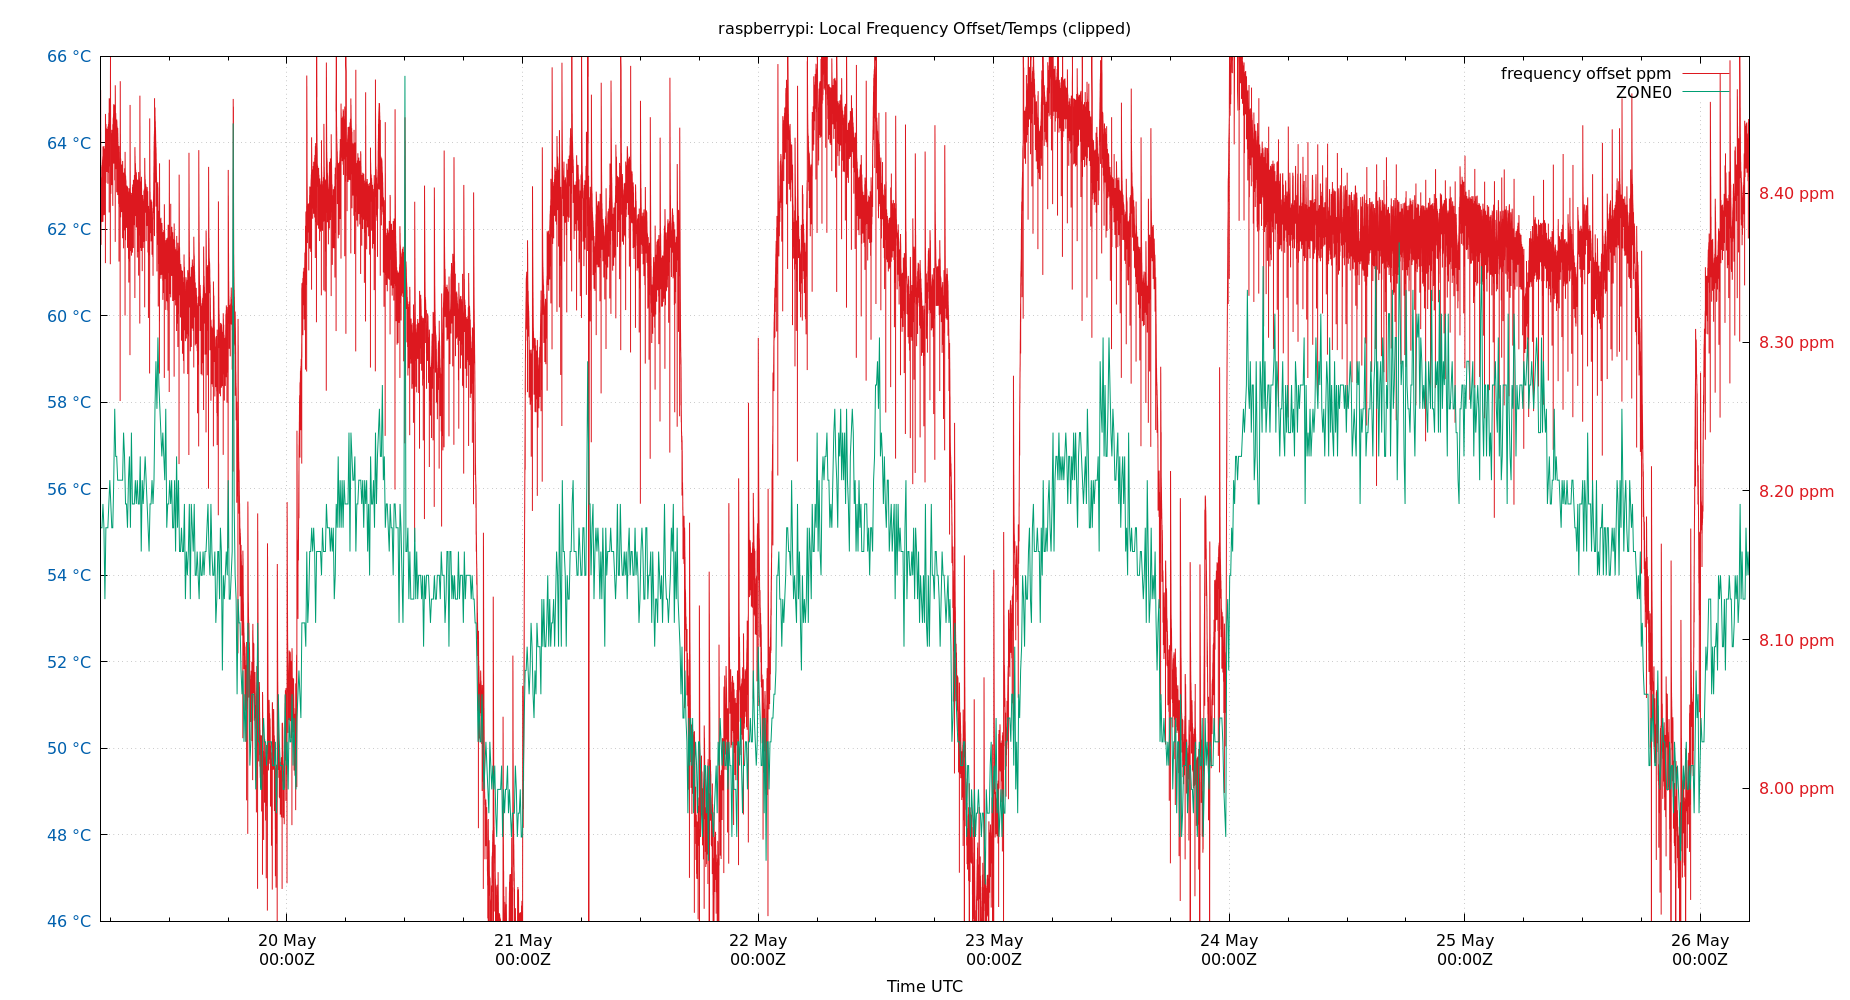 raspberrypi: Local Frequency Offset/Temps (clipped)
66 °C
64 °C
62 °C
60 °C
58 °C
56 °C
54 °C
52 °C
50 °C
48 °C
46 °C
frequency offset ppm
ZONE0
8.40 ppm
8.30 ppm
8.20 ppm
8.10 ppm
8.00 ppm
20 May
00:00Z
21 May
00:00Z
22 May
00:00Z
23 May
00:00Z
24 May
00:00Z
25 May
00:00Z
26 May
00:00Z
Time UTC